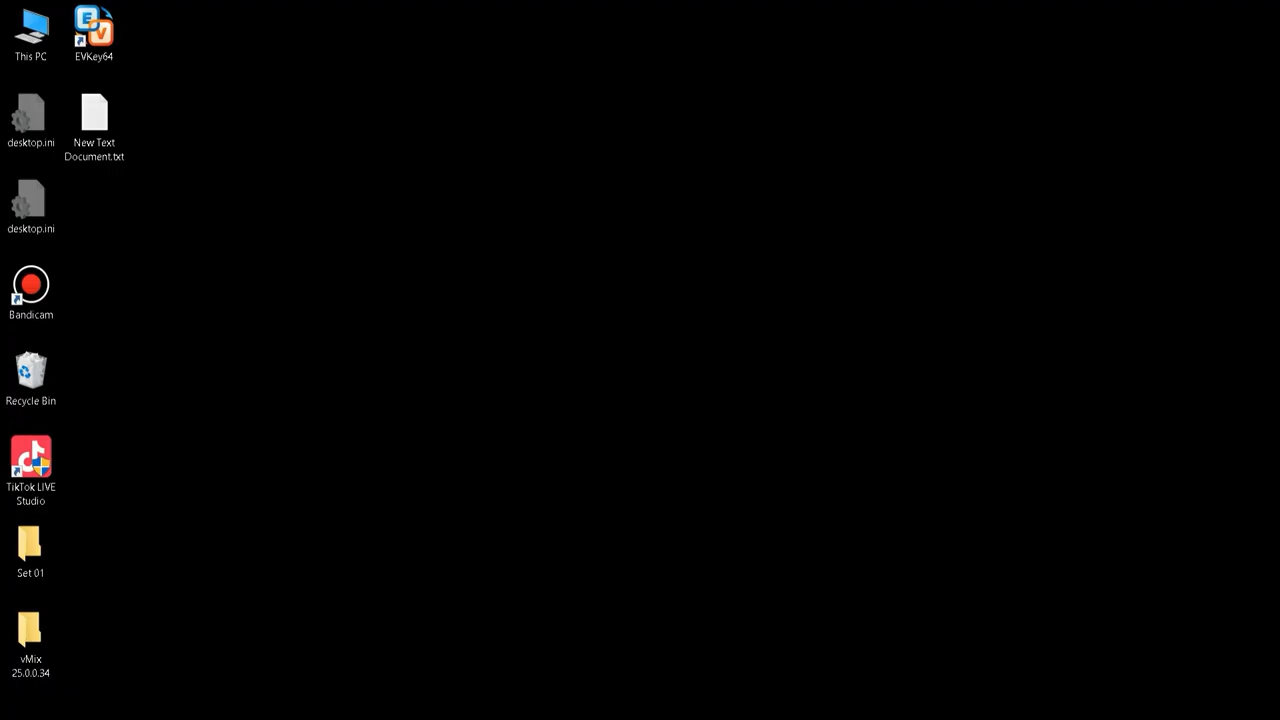 This PC
EVKey64
desktop.ini
New Text
Document.txt
desktop.ini
Bandicam
Recycle Bin
TikTok LIVE
Studio
Set 01
vMix
25.0.0.34